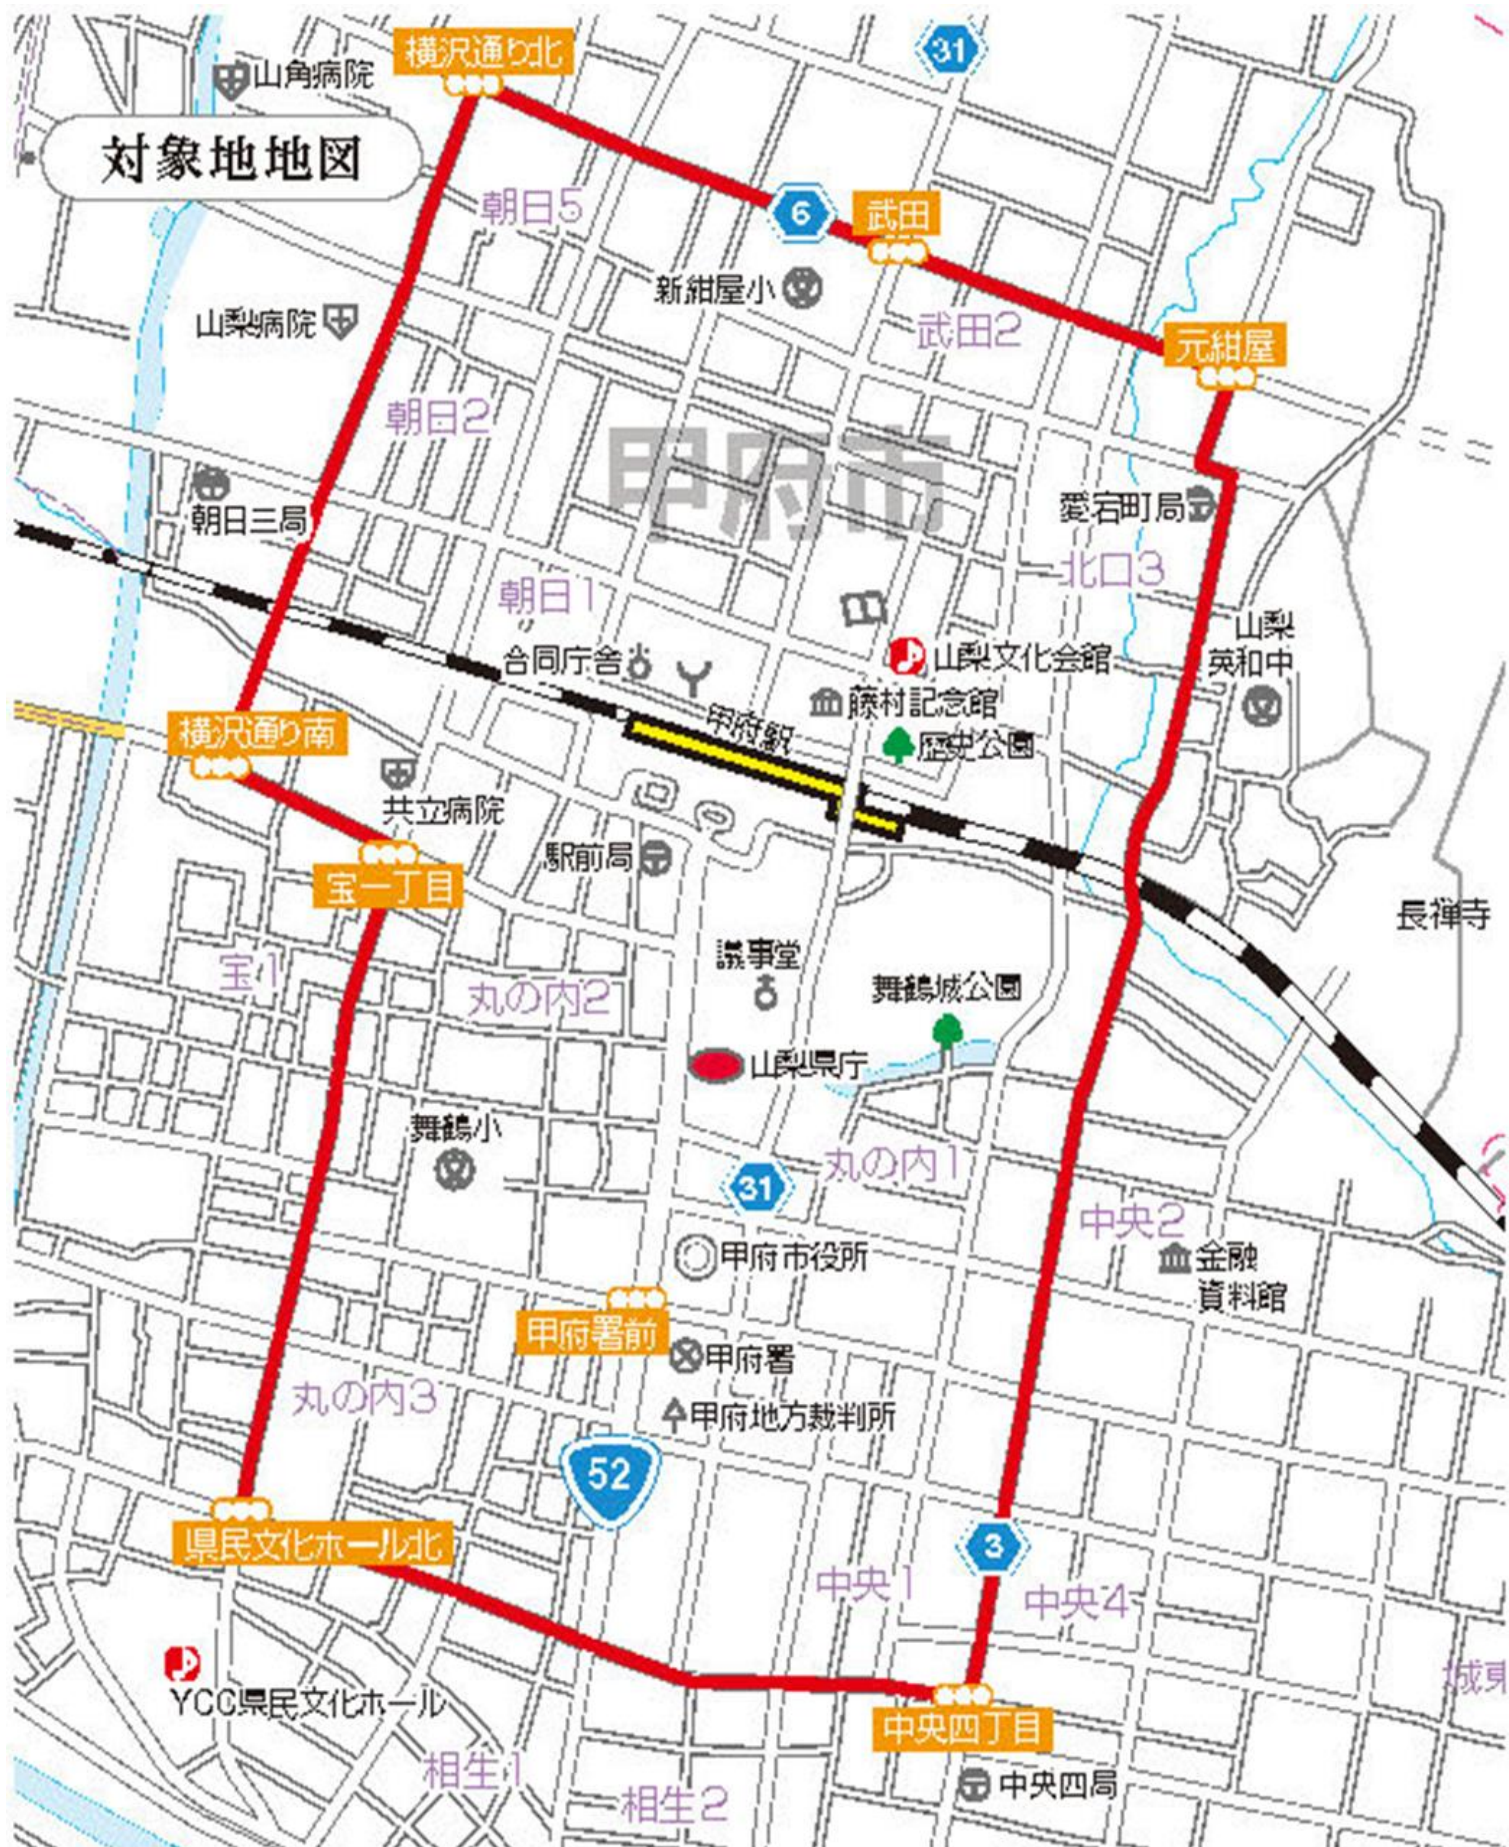 横沢通り北
31
山角病院
対象地地図
朝日5
6
武田
新紺屋小
武田2
山梨病院
元紺屋
朝日2
甲府市
朝日三局
愛宕町局
北口3
朝日1
山梨
英和中
合同庁舎
山梨文化会館
藤村記念館
甲府駅
歴史公園
横沢通り南
共立病院
駅前局
宝一丁目
長禅寺
議事堂
宝1
丸の内2
舞鶴城公園
山梨県庁
舞鶴小
丸の内1
31
中央2
甲府市役所
金融
資料館
甲府署前
甲府署
丸の内3
甲府地方裁判所
52
県民文化ホール北
3
中央1
中央4
YCC県民文化ホール
城東
中央四丁目
相生1
相生2
中央四局